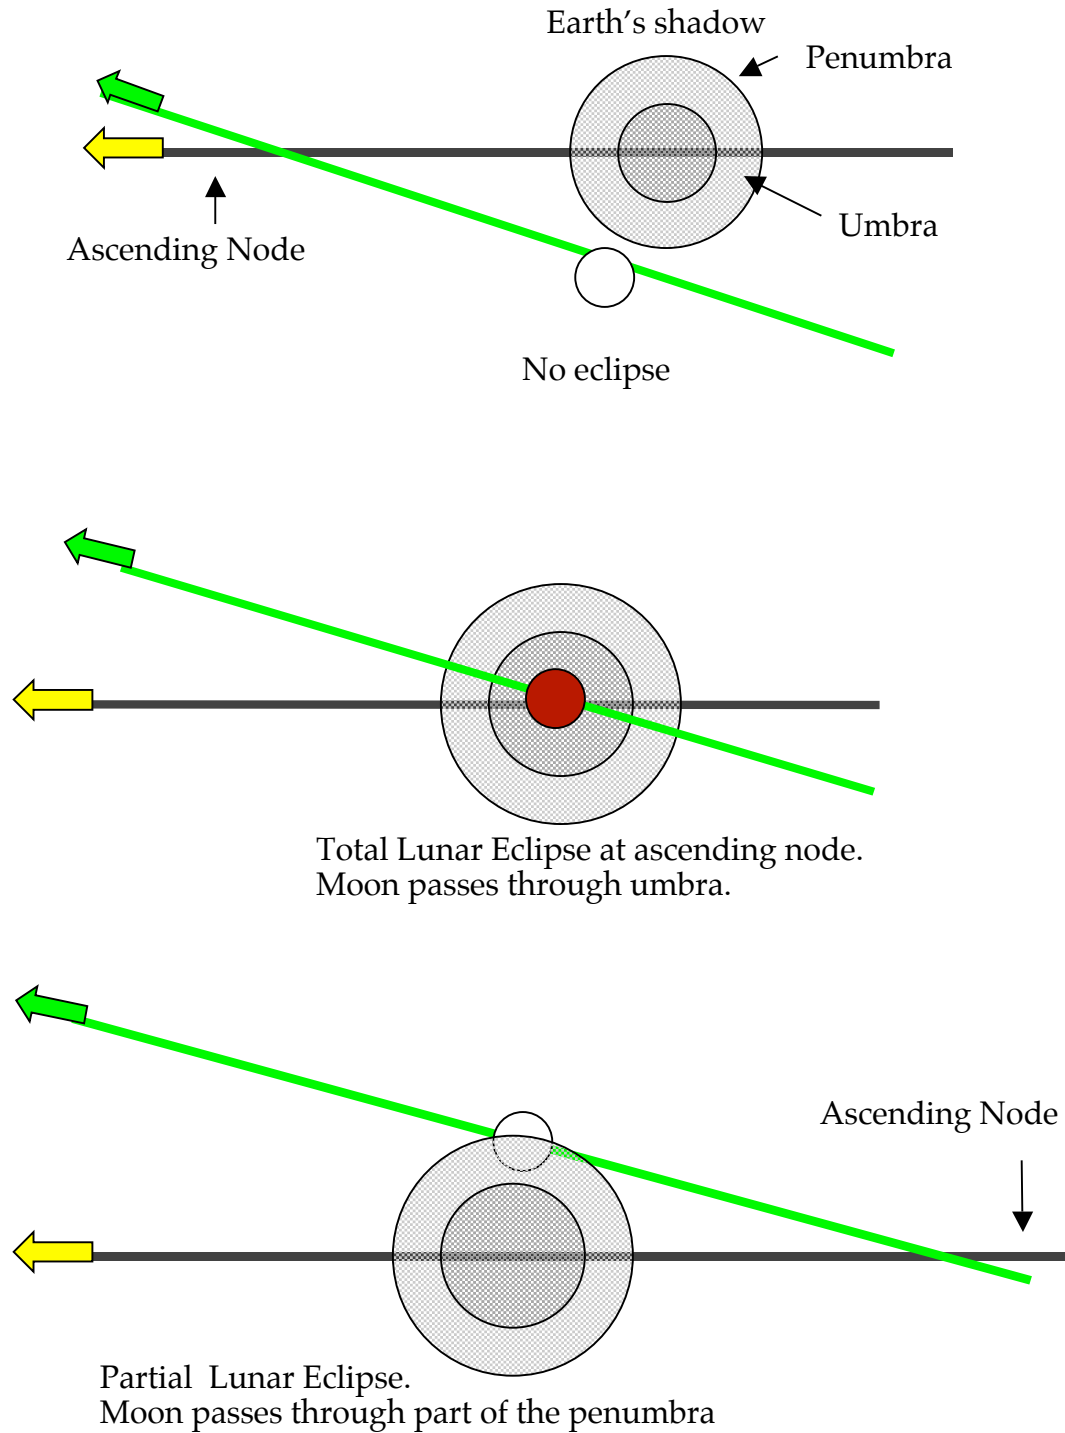 Earth’s shadow
Penumbra
Umbra
Ascending Node
No eclipse
Total Lunar Eclipse at ascending node.
Moon passes through umbra.
Ascending Node
Partial  Lunar Eclipse.
Moon passes through part of the penumbra